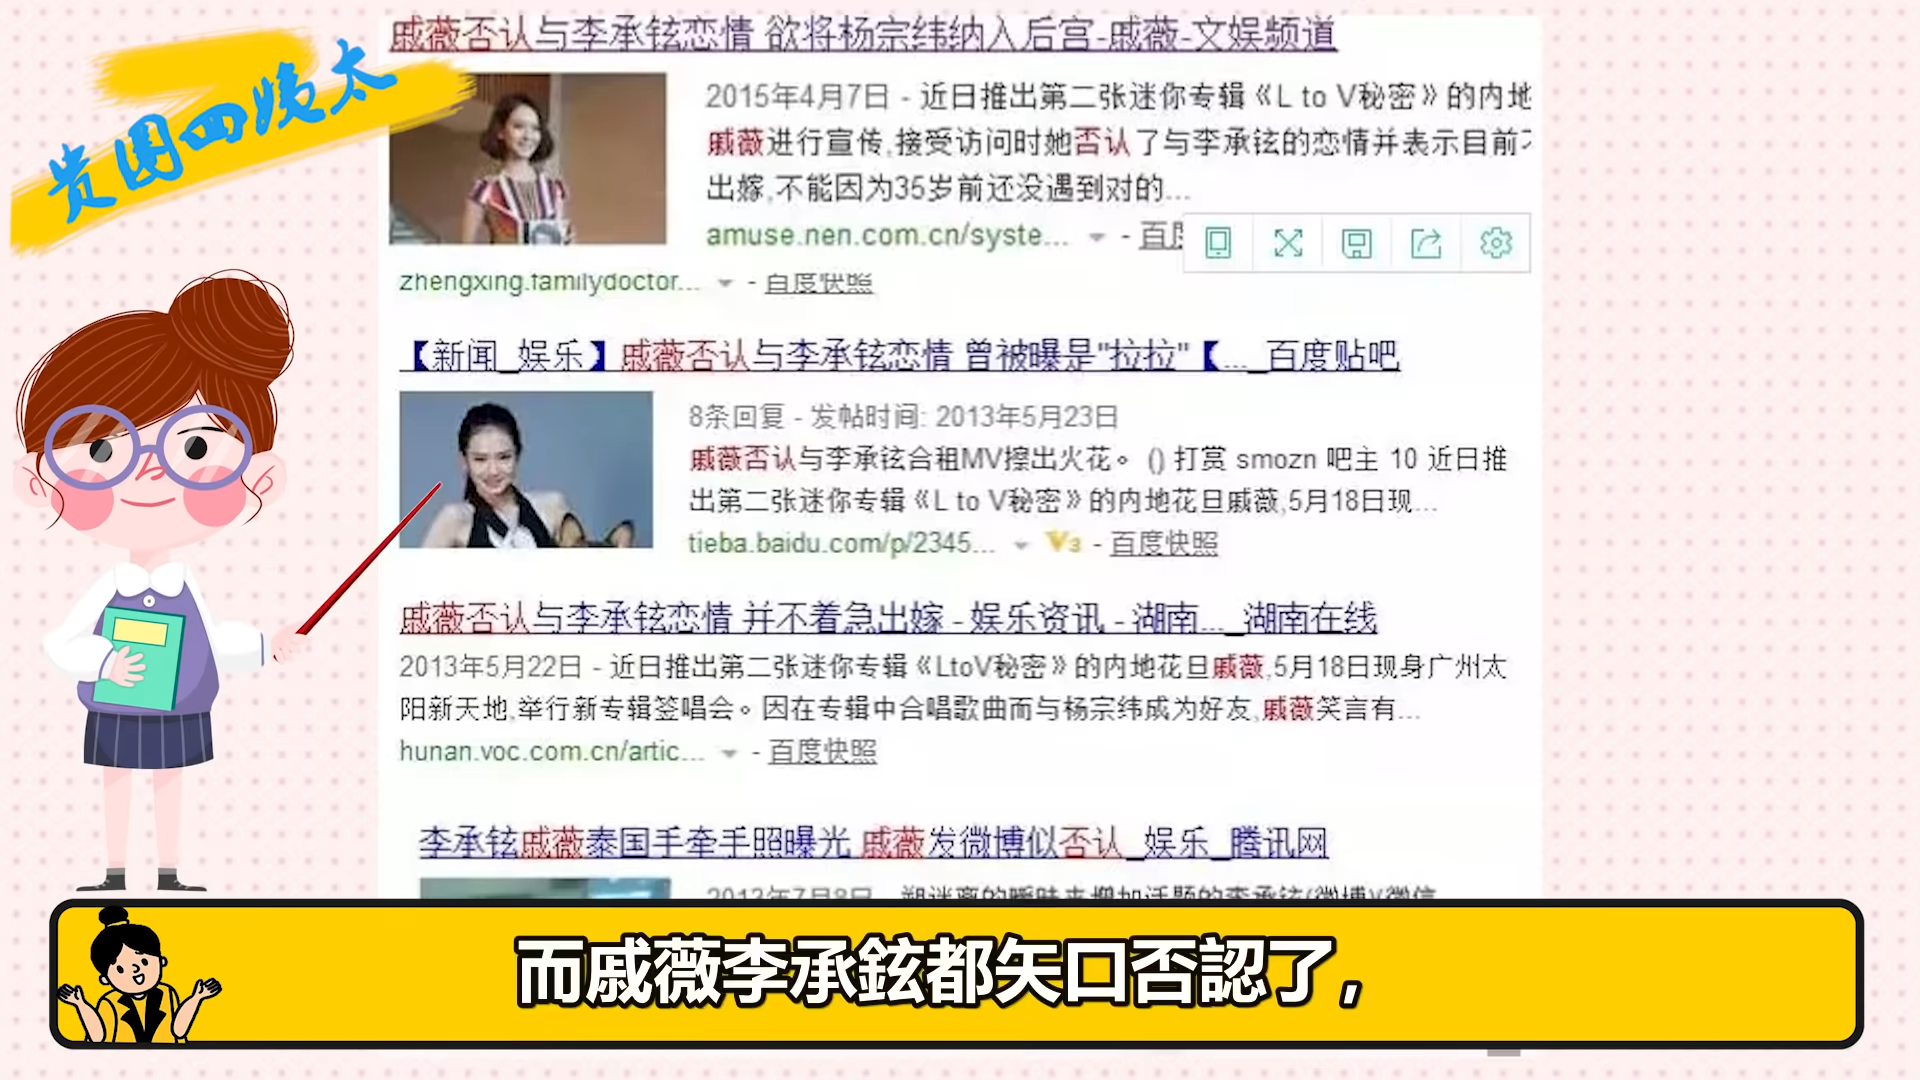 贵圈四姨太
戚薇否认与李承铉恋情 欲将杨宗纬纳入后宫-戚薇-文娱频道
2015年4月7日 - 近日推出第二张迷你专辑《L to V秘密》的内地
戚薇进行宣传,接受访问时她否认了与李承铉的恋情并表示目前不
出嫁,不能因为35岁前还没遇到对的...
amuse.nen.com.cn/syste... - 百度
zhengxing.familydoctor... - 百度快照
【新闻_娱乐】戚薇否认与李承铉恋情 曾被曝是"拉拉"【..._百度贴吧
8条回复 - 发帖时间: 2013年5月23日
戚薇否认与李承铉合租MV擦出火花。 () 打赏 smozn 吧主 10 近日推
出第二张迷你专辑《L to V秘密》的内地花旦戚薇,5月18日现...
tieba.baidu.com/p/2345... V3 - 百度快照
戚薇否认与李承铉恋情 并不着急出嫁 - 娱乐资讯 - 湖南..._湖南在线
2013年5月22日 - 近日推出第二张迷你专辑《LtoV秘密》的内地花旦戚薇,5月18日现身广州太
阳新天地,举行新专辑签唱会。因在专辑中合唱歌曲而与杨宗纬成为好友,戚薇笑言有...
hunan.voc.com.cn/artic... - 百度快照
李承铉戚薇泰国手牵手照曝光 戚薇发微博似否认_娱乐_腾讯网
而戚薇李承鉉都矢口否認了,